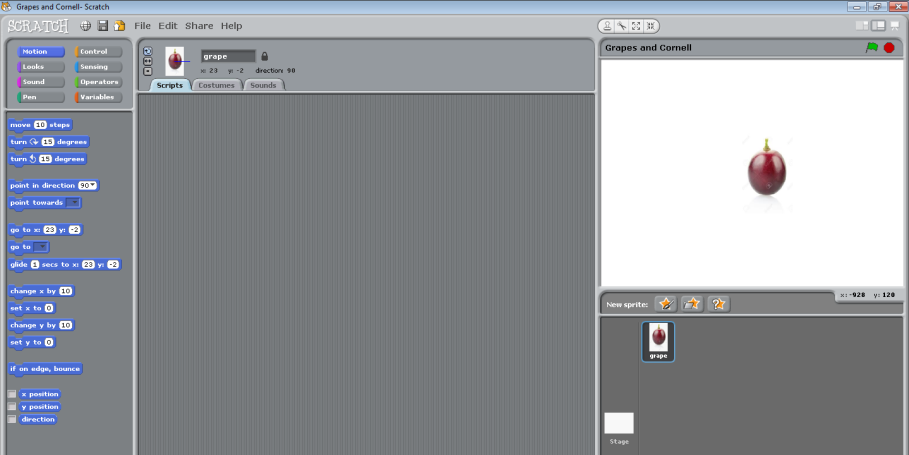 Grapes and Cornell- Scratch
SCRATCH File Edit Share Help
Motion Control
Looks Sensing
Sound Operators
Pen Variables
grape
x: 23 y: -2 direction: 90
Scripts Costumes Sounds
move 10 steps
turn 15 degrees
turn 15 degrees
point in direction 90
point towards
go to x: 23 y: -2
go to
glide 1 secs to x: 23 y: -2
change x by 10
set x to 0
change y by 10
set y to 0
if on edge, bounce
x position
y position
direction
Grapes and Cornell
x: -928 y: 120
New sprite:
grape
Stage